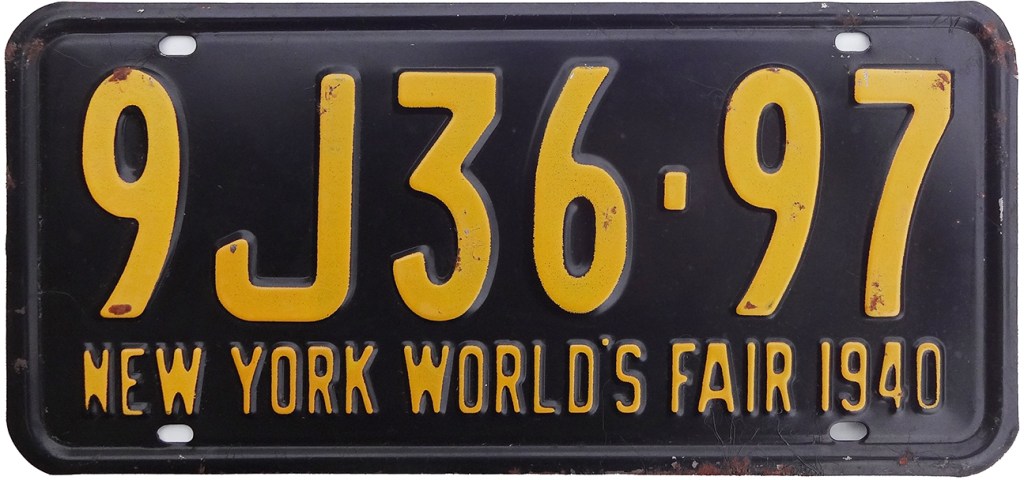 9J36·97
NEW YORK WORLD'S FAIR 1940